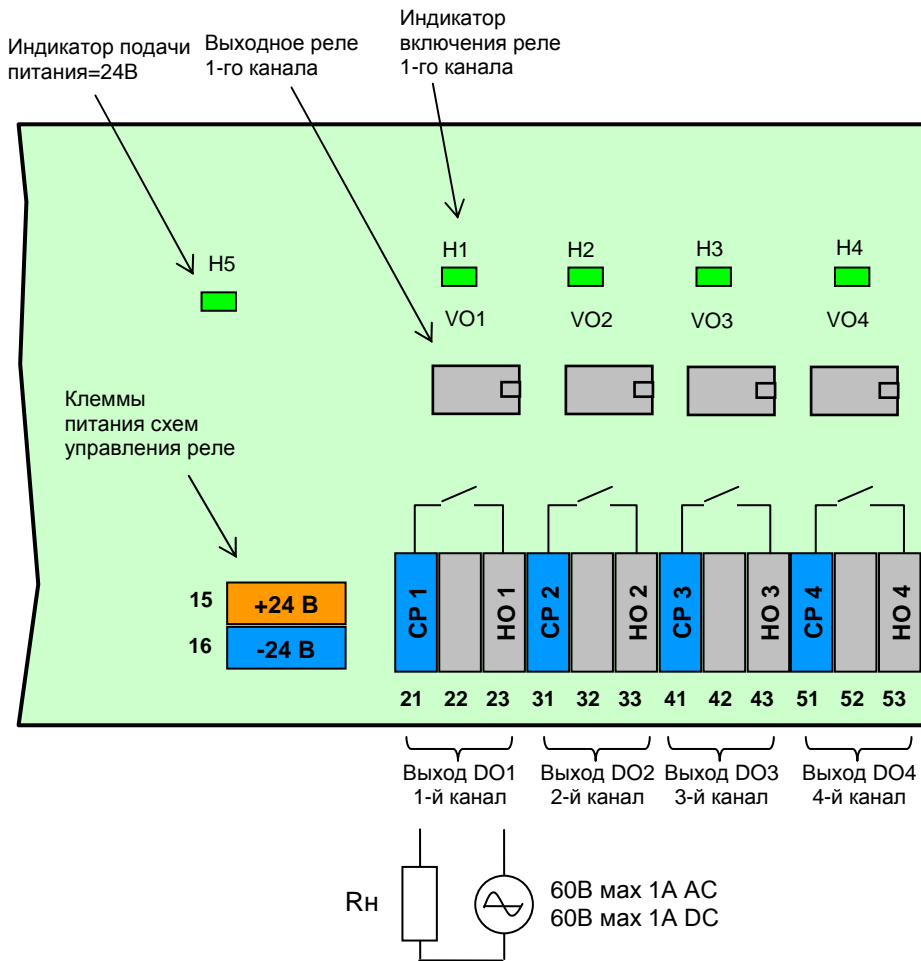 Индикатор подачи
питания=24В
Выходное реле
1-го канала
Индикатор
включения реле
1-го канала
H5
H1
H2
H3
H4
VO1
VO2
VO3
VO4
Клеммы
питания схем
управления реле
15
+24 В
16
-24 В
СР 1
НО 1
СР 2
НО 2
СР 3
НО 3
СР 4
НО 4
21 22 23 31 32 33 41 42 43 51 52 53
Выход DO1
1-й канал
Выход DO2
2-й канал
Выход DO3
3-й канал
Выход DO4
4-й канал
Rн
60В мах 1А AC
60В мах 1А DC